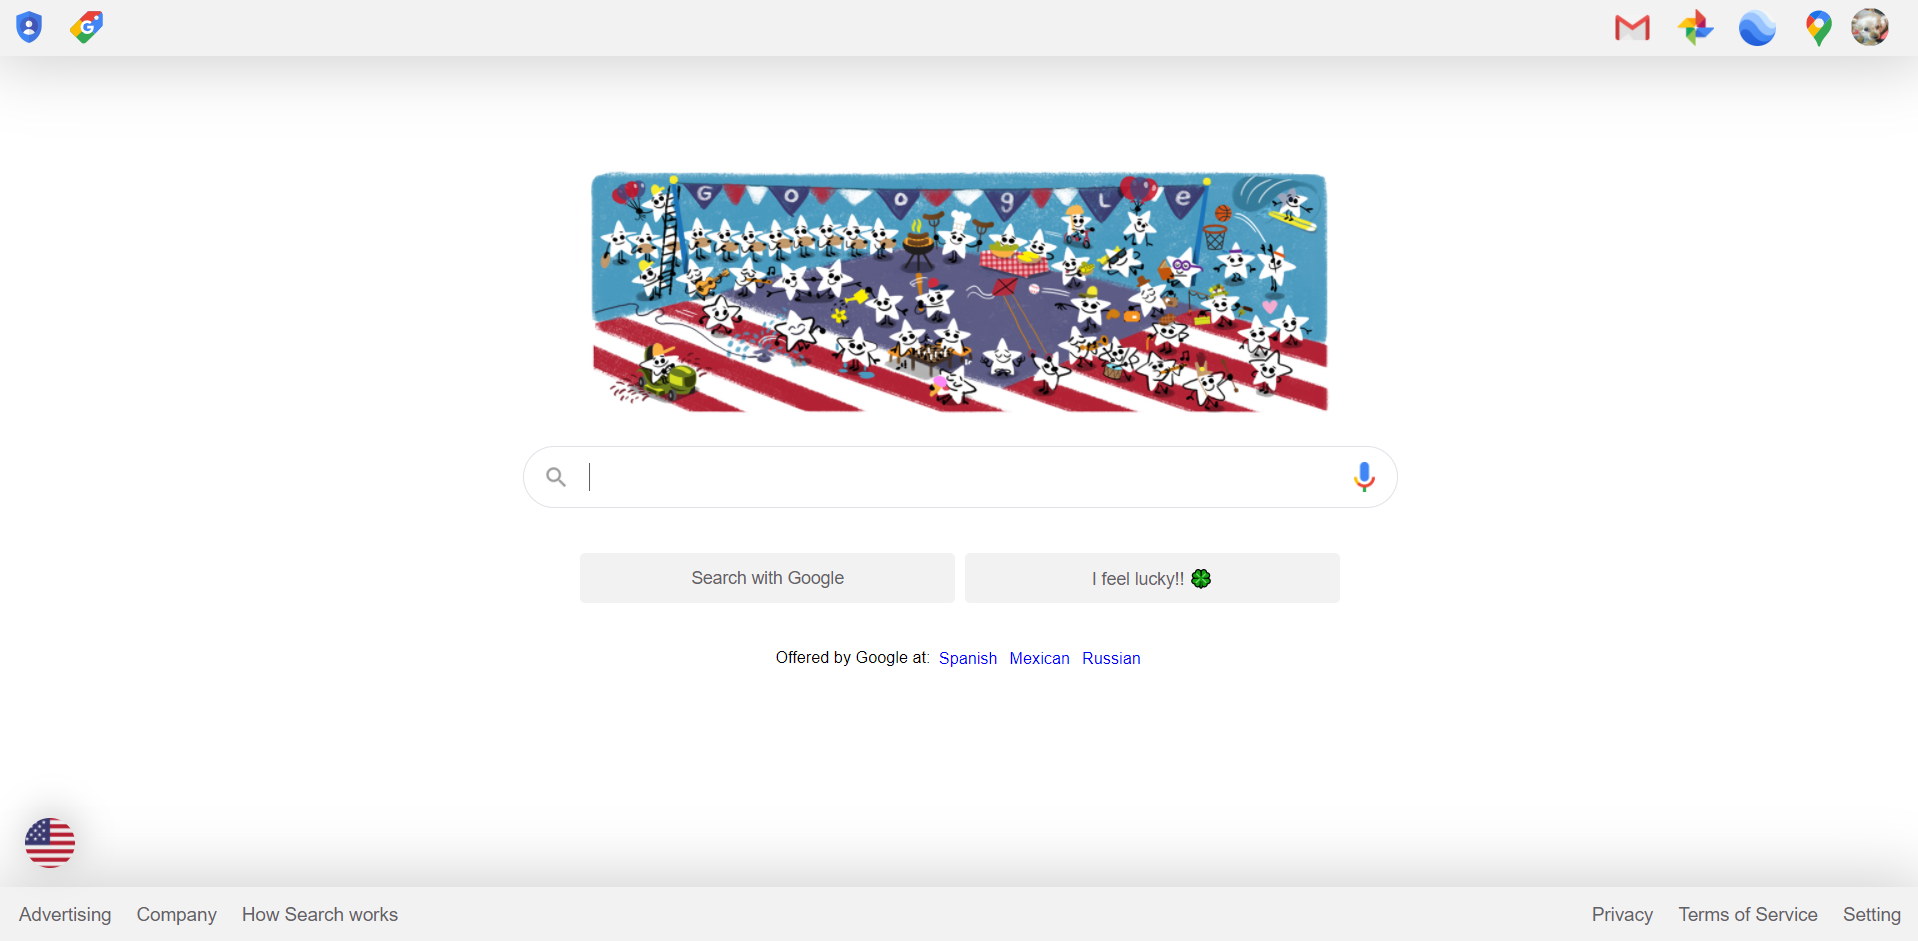 G o o g L e
Search with Google
I feel lucky!! 🍀
Offered by Google at: Spanish Mexican Russian
Advertising Company How Search works
Privacy Terms of Service Setting